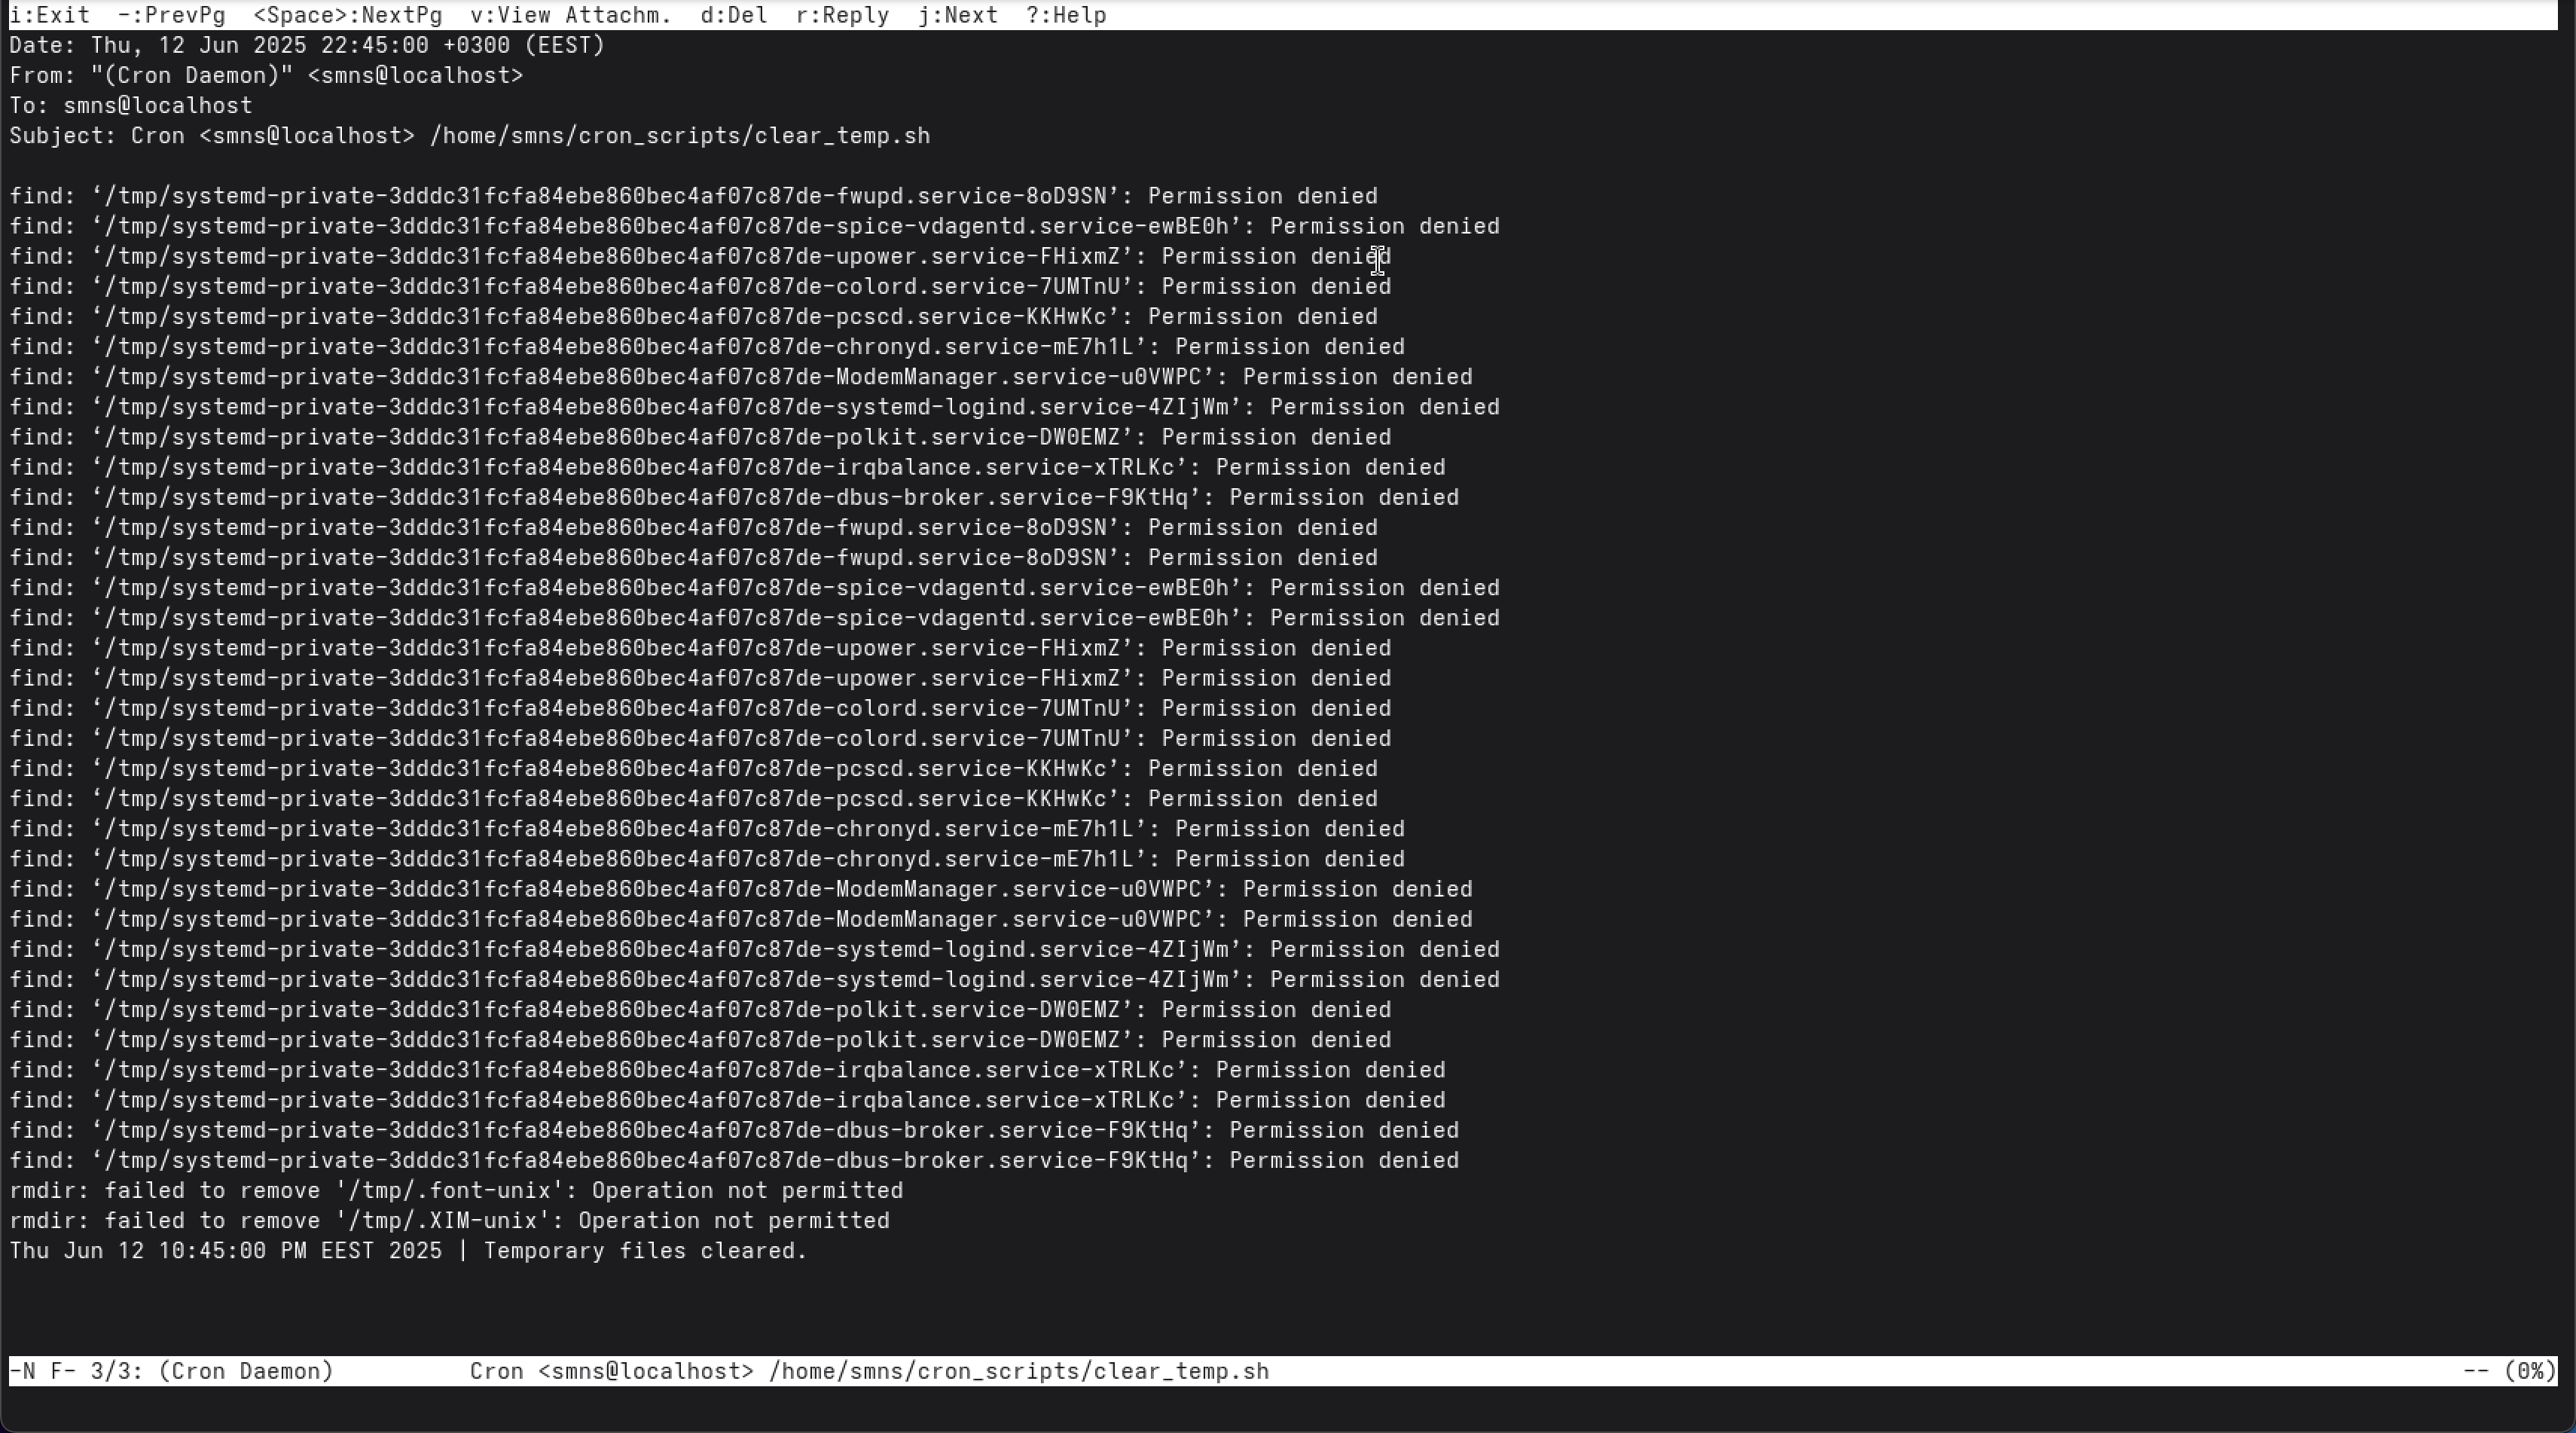 i:Exit  -:PrevPg  <Space>:NextPg  v:View Attachm.  d:Del  r:Reply  j:Next  ?:Help
Date: Thu, 12 Jun 2025 22:45:00 +0300 (EEST)
From: "(Cron Daemon)" <smns@localhost>
To: smns@localhost
Subject: Cron <smns@localhost> /home/smns/cron_scripts/clear_temp.sh

find: ‘/tmp/systemd-private-3dddc31fcfa84ebe860bec4af07c87de-fwupd.service-8oD9SN’: Permission denied
find: ‘/tmp/systemd-private-3dddc31fcfa84ebe860bec4af07c87de-spice-vdagentd.service-ewBE0h’: Permission denied
find: ‘/tmp/systemd-private-3dddc31fcfa84ebe860bec4af07c87de-upower.service-FHixmZ’: Permission denied
find: ‘/tmp/systemd-private-3dddc31fcfa84ebe860bec4af07c87de-colord.service-7UMTnU’: Permission denied
find: ‘/tmp/systemd-private-3dddc31fcfa84ebe860bec4af07c87de-pcscd.service-KKHwKc’: Permission denied
find: ‘/tmp/systemd-private-3dddc31fcfa84ebe860bec4af07c87de-chronyd.service-mE7h1L’: Permission denied
find: ‘/tmp/systemd-private-3dddc31fcfa84ebe860bec4af07c87de-ModemManager.service-u0VWPC’: Permission denied
find: ‘/tmp/systemd-private-3dddc31fcfa84ebe860bec4af07c87de-systemd-logind.service-4ZIjWm’: Permission denied
find: ‘/tmp/systemd-private-3dddc31fcfa84ebe860bec4af07c87de-polkit.service-DW0EMZ’: Permission denied
find: ‘/tmp/systemd-private-3dddc31fcfa84ebe860bec4af07c87de-irqbalance.service-xTRLKc’: Permission denied
find: ‘/tmp/systemd-private-3dddc31fcfa84ebe860bec4af07c87de-dbus-broker.service-F9KtHq’: Permission denied
find: ‘/tmp/systemd-private-3dddc31fcfa84ebe860bec4af07c87de-fwupd.service-8oD9SN’: Permission denied
find: ‘/tmp/systemd-private-3dddc31fcfa84ebe860bec4af07c87de-fwupd.service-8oD9SN’: Permission denied
find: ‘/tmp/systemd-private-3dddc31fcfa84ebe860bec4af07c87de-spice-vdagentd.service-ewBE0h’: Permission denied
find: ‘/tmp/systemd-private-3dddc31fcfa84ebe860bec4af07c87de-spice-vdagentd.service-ewBE0h’: Permission denied
find: ‘/tmp/systemd-private-3dddc31fcfa84ebe860bec4af07c87de-upower.service-FHixmZ’: Permission denied
find: ‘/tmp/systemd-private-3dddc31fcfa84ebe860bec4af07c87de-upower.service-FHixmZ’: Permission denied
find: ‘/tmp/systemd-private-3dddc31fcfa84ebe860bec4af07c87de-colord.service-7UMTnU’: Permission denied
find: ‘/tmp/systemd-private-3dddc31fcfa84ebe860bec4af07c87de-colord.service-7UMTnU’: Permission denied
find: ‘/tmp/systemd-private-3dddc31fcfa84ebe860bec4af07c87de-pcscd.service-KKHwKc’: Permission denied
find: ‘/tmp/systemd-private-3dddc31fcfa84ebe860bec4af07c87de-pcscd.service-KKHwKc’: Permission denied
find: ‘/tmp/systemd-private-3dddc31fcfa84ebe860bec4af07c87de-chronyd.service-mE7h1L’: Permission denied
find: ‘/tmp/systemd-private-3dddc31fcfa84ebe860bec4af07c87de-chronyd.service-mE7h1L’: Permission denied
find: ‘/tmp/systemd-private-3dddc31fcfa84ebe860bec4af07c87de-ModemManager.service-u0VWPC’: Permission denied
find: ‘/tmp/systemd-private-3dddc31fcfa84ebe860bec4af07c87de-ModemManager.service-u0VWPC’: Permission denied
find: ‘/tmp/systemd-private-3dddc31fcfa84ebe860bec4af07c87de-systemd-logind.service-4ZIjWm’: Permission denied
find: ‘/tmp/systemd-private-3dddc31fcfa84ebe860bec4af07c87de-systemd-logind.service-4ZIjWm’: Permission denied
find: ‘/tmp/systemd-private-3dddc31fcfa84ebe860bec4af07c87de-polkit.service-DW0EMZ’: Permission denied
find: ‘/tmp/systemd-private-3dddc31fcfa84ebe860bec4af07c87de-polkit.service-DW0EMZ’: Permission denied
find: ‘/tmp/systemd-private-3dddc31fcfa84ebe860bec4af07c87de-irqbalance.service-xTRLKc’: Permission denied
find: ‘/tmp/systemd-private-3dddc31fcfa84ebe860bec4af07c87de-irqbalance.service-xTRLKc’: Permission denied
find: ‘/tmp/systemd-private-3dddc31fcfa84ebe860bec4af07c87de-dbus-broker.service-F9KtHq’: Permission denied
find: ‘/tmp/systemd-private-3dddc31fcfa84ebe860bec4af07c87de-dbus-broker.service-F9KtHq’: Permission denied
rmdir: failed to remove '/tmp/.font-unix': Operation not permitted
rmdir: failed to remove '/tmp/.XIM-unix': Operation not permitted
Thu Jun 12 10:45:00 PM EEST 2025 | Temporary files cleared.

-N F- 3/3: (Cron Daemon)          Cron <smns@localhost> /home/smns/cron_scripts/clear_temp.sh          -- (0%)